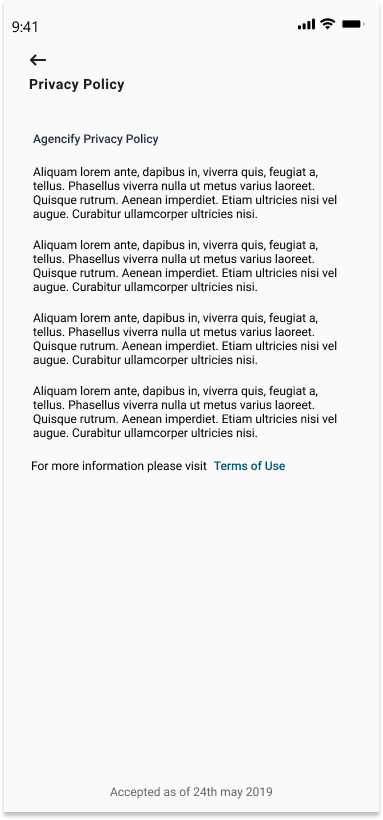 9:41
Privacy Policy
Agencify Privacy Policy
Aliquam lorem ante, dapibus in, viverra quis, feugiat a,
tellus. Phasellus viverra nulla ut metus varius laoreet.
Quisque rutrum. Aenean imperdiet. Etiam ultricies nisi vel
augue. Curabitur ullamcorper ultricies nisi.
Aliquam lorem ante, dapibus in, viverra quis, feugiat a,
tellus. Phasellus viverra nulla ut metus varius laoreet.
Quisque rutrum. Aenean imperdiet. Etiam ultricies nisi vel
augue. Curabitur ullamcorper ultricies nisi.
Aliquam lorem ante, dapibus in, viverra quis, feugiat a,
tellus. Phasellus viverra nulla ut metus varius laoreet.
Quisque rutrum. Aenean imperdiet. Etiam ultricies nisi vel
augue. Curabitur ullamcorper ultricies nisi.
Aliquam lorem ante, dapibus in, viverra quis, feugiat a,
tellus. Phasellus viverra nulla ut metus varius laoreet.
Quisque rutrum. Aenean imperdiet. Etiam ultricies nisi vel
augue. Curabitur ullamcorper ultricies nisi.
For more information please visit Terms of Use
Accepted as of 24th may 2019